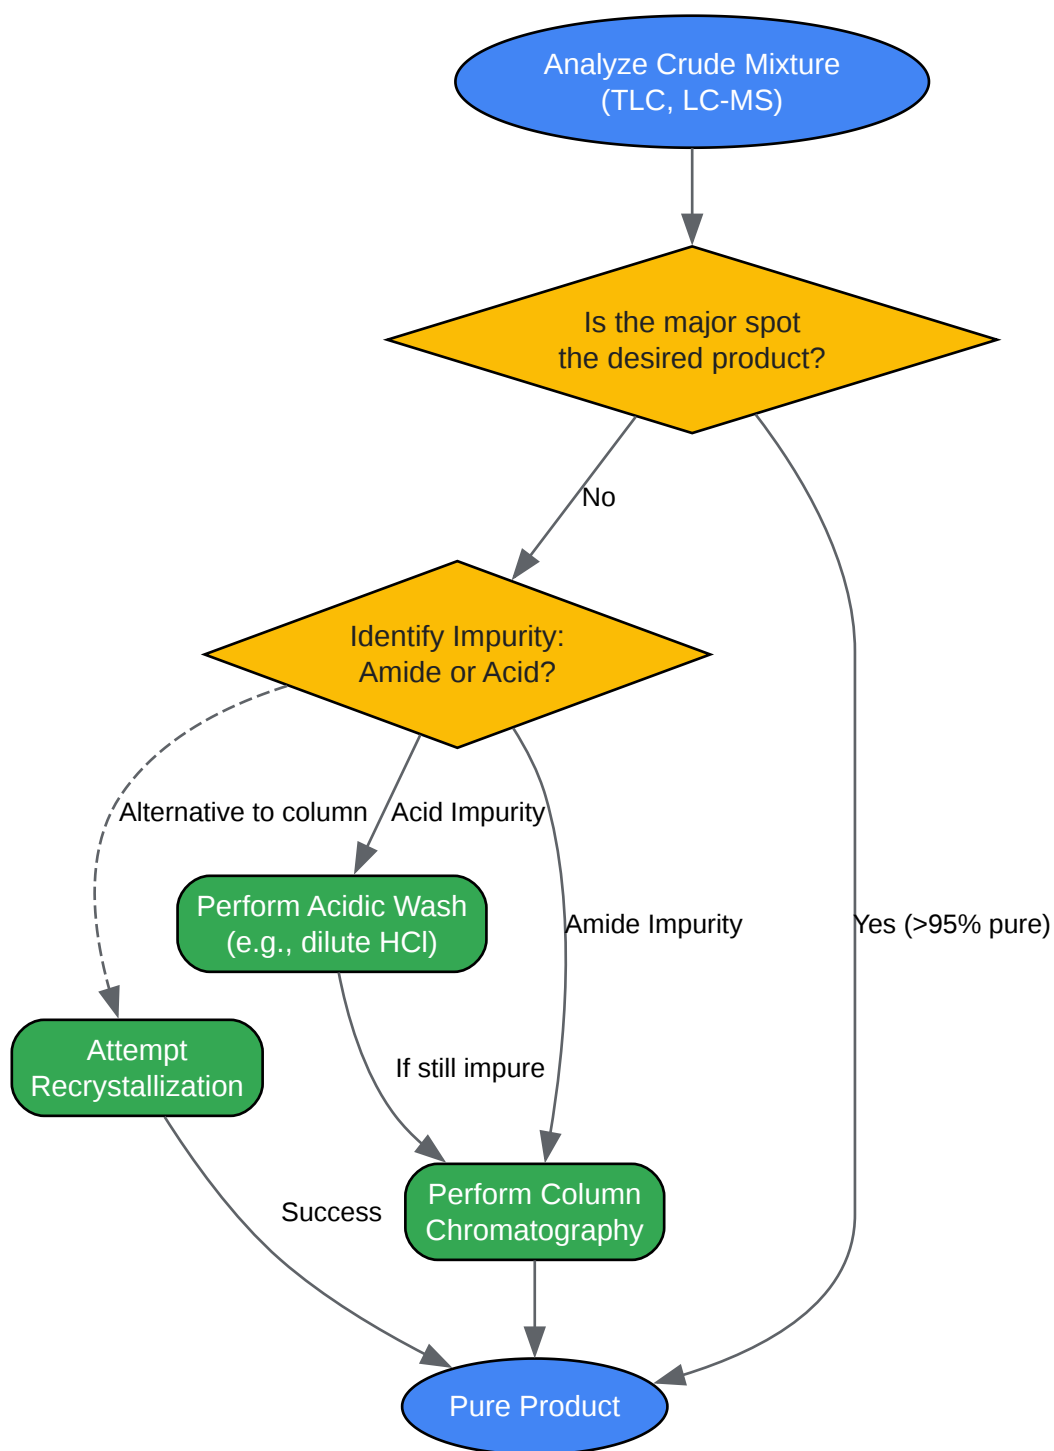 Analyze Crude Mixture
(TLC, LC-MS)
Is the major spot
the desired product?
No
Identify Impurity:
Amide or Acid?
Alternative to column
Acid Impurity
Perform Acidic Wash
(e.g., dilute HCl)
Amide Impurity
Yes (>95% pure)
Attempt
Recrystallization
If still impure
Success
Perform Column
Chromatography
Pure Product